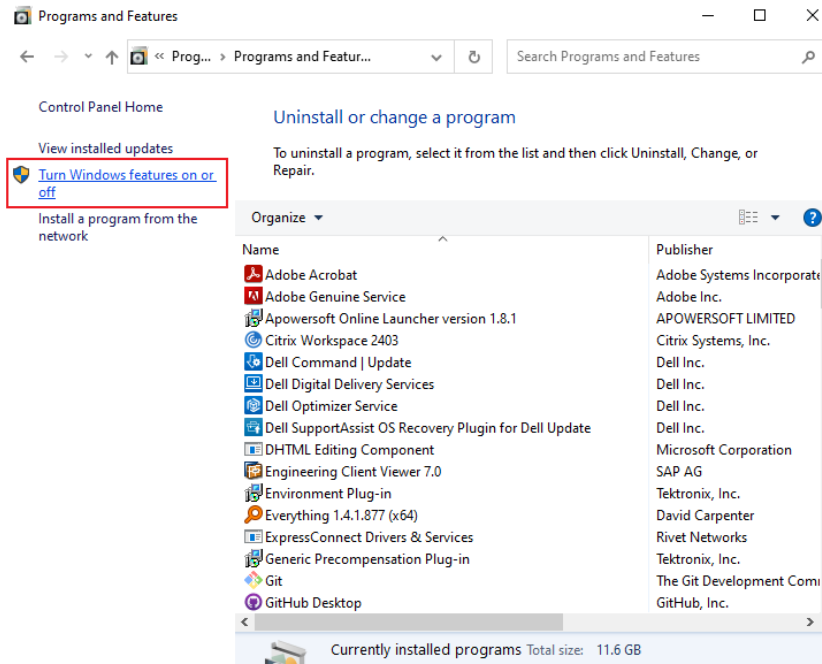 Programs and Features
« Prog... › Programs and Featur...
Search Programs and Features
Control Panel Home
View installed updates
Turn Windows features on or
off
Install a program from the
network
Uninstall or change a program
To uninstall a program, select it from the list and then click Uninstall, Change, or
Repair.
Organize
?
Name Publisher
Adobe Acrobat Adobe Systems Incorporate
Adobe Genuine Service Adobe Inc.
Apowersoft Online Launcher version 1.8.1 APOWERSOFT LIMITED
Citrix Workspace 2403 Citrix Systems, Inc.
Dell Command | Update Dell Inc.
Dell Digital Delivery Services Dell Inc.
Dell Optimizer Service Dell Inc.
Dell SupportAssist OS Recovery Plugin for Dell Update Dell Inc.
DHTML Editing Component Microsoft Corporation
Engineering Client Viewer 7.0 SAP AG
Environment Plug-in Tektronix, Inc.
Everything 1.4.1.877 (x64) David Carpenter
ExpressConnect Drivers & Services Rivet Networks
Generic Precompensation Plug-in Tektronix, Inc.
Git The Git Development Com
GitHub Desktop GitHub, Inc.
Currently installed programs Total size: 11.6 GB